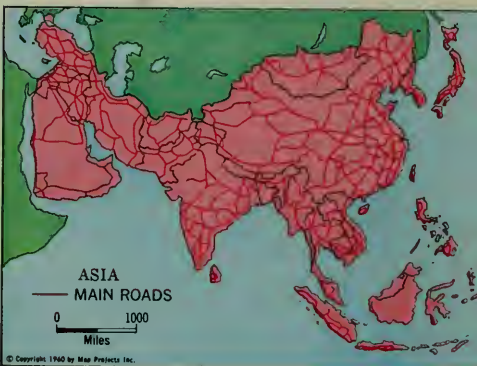 ASIA
MAIN ROADS
0 1000
Miles
© Copyright 1960 by Map Projects Inc.